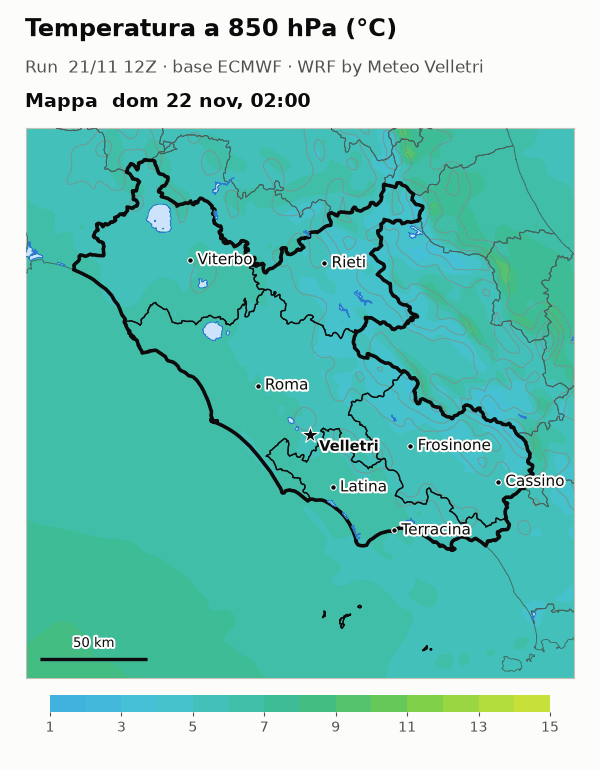 Temperatura a 850 hPa (°C)
Run  21/11 12Z · base ECMWF · WRF by Meteo Velletri
Mappa  dom 22 nov, 02:00
Viterbo
Rieti
Roma
Velletri
Frosinone
Cassino
Latina
Terracina
50 km
1 3 5 7 9 11 13 15